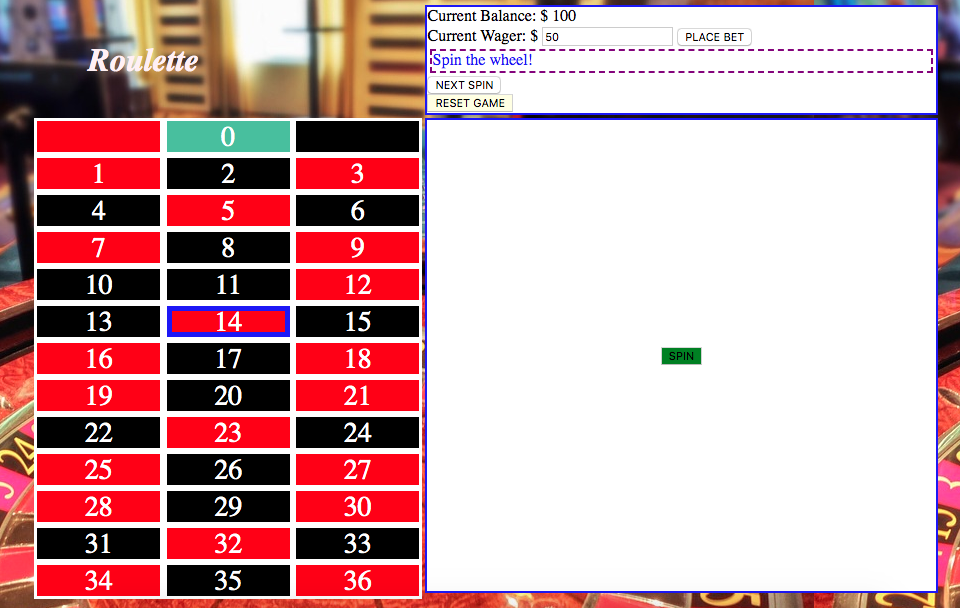 Roulette
Current Balance: $ 100
Current Wager: $ 50 PLACE BET
Spin the wheel!
NEXT SPIN
RESET GAME
0
1 2 3
4 5 6
7 8 9
10 11 12
13 14 15
16 17 18
19 20 21
22 23 24
25 26 27
28 29 30
31 32 33
34 35 36
SPIN